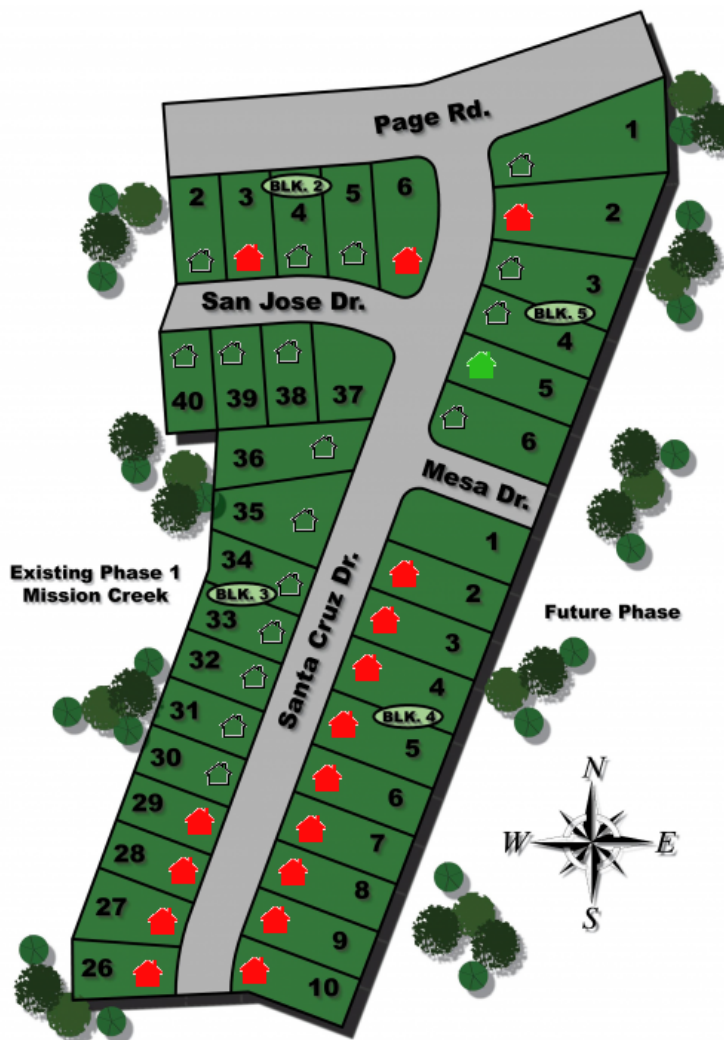 Page Rd.
1
2
3
BLK. 2
4
5
6
2
3
BLK. 5
4
5
6
San Jose Dr.
40
39
38
37
36
35
34
BLK. 3
33
32
31
30
29
28
27
26
Mesa Dr.
Santa Cruz Dr.
1
2
3
4
BLK. 4
5
6
7
8
9
10
Existing Phase 1
Mission Creek
Future Phase
N
W
E
S